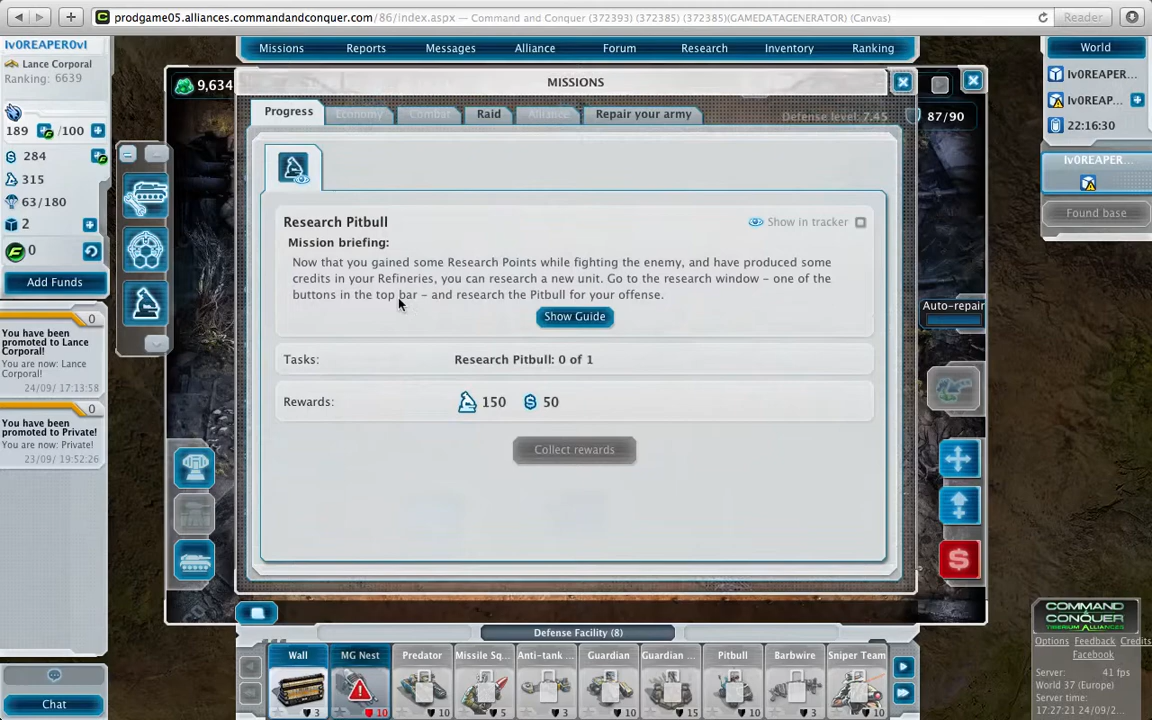 prodgame05.alliances.commandandconquer.com/86/index.aspx — Command and Conquer (372393) (372385) (372385)(GAMEDATAGENERATOR) (Canvas)
Reader
Iv0REAPER0vI
Lance Corporal
Ranking: 6639
189 /100
284
315
63/180
2
0
Add Funds
0
You have been promoted to Lance Corporal!
You are now: Lance Corporal!
24/09/ 17:13:58
0
You have been promoted to Private!
You are now: Private!
23/09/ 19:52:26
Chat
Missions Reports Messages Alliance Forum Research Inventory Ranking
9,634
MISSIONS
Progress Economy Combat Raid Alliance Repair your army
Defense level: 7.45
87/90
Research Pitbull
Show in tracker
Mission briefing:
Now that you gained some Research Points while fighting the enemy, and have produced some
credits in your Refineries, you can research a new unit. Go to the research window – one of the
buttons in the top bar – and research the Pitbull for your offense.
Show Guide
Tasks: Research Pitbull: 0 of 1
Rewards: 150 50
Collect rewards
World
Iv0REAPER...
Iv0REAP...
22:16:30
Iv0REAPER...
Found base
Auto-repair
Defense Facility (8)
Wall MG Nest Predator Missile Sq... Anti-tank ... Guardian Guardian ... Pitbull Barbwire Sniper Team
3 10 10 5 3 10 15 10 3 10
COMMAND
& CONQUER
TIBERIUM ALLIANCES
Options Feedback Credits
Facebook
Server: 41 fps
World 37 (Europe)
Server time:
17:27:21 24/09/2...